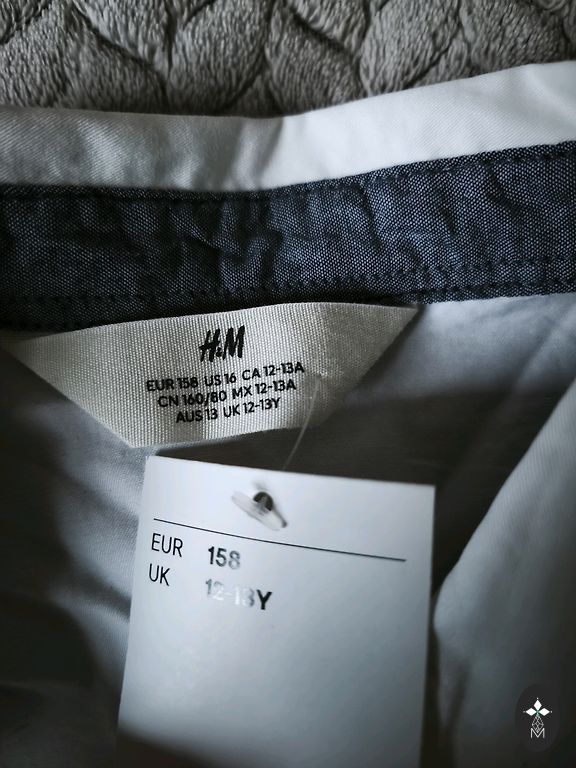 H&M
EUR 158 US 16 CA 12-13A
CN 160/80 MX 12-13A
AUS 13 UK 12-13Y
EUR 158
UK 12-13Y
M